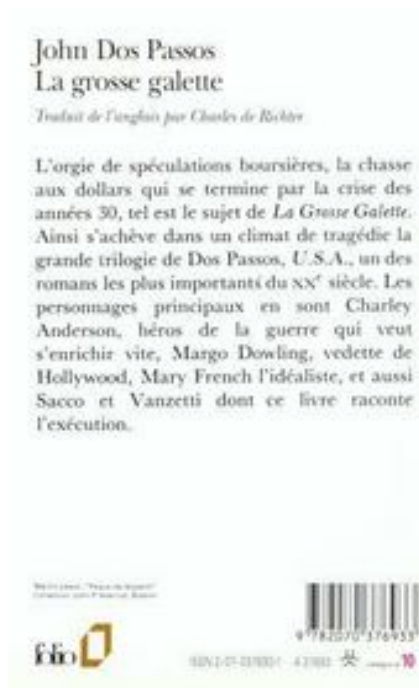 John Dos Passos
La grosse galette
Traduit de l'anglais par Charles de Richter
L'orgie de spéculations boursières, la chasse
aux dollars qui se termine par la crise des
années 30, tel est le sujet de La Grosse Galette.
Ainsi s'achève dans un climat de tragédie la
grande trilogie de Dos Passos, U.S.A., un des
romans les plus importants du XXe siècle. Les
personnages principaux en sont Charley
Anderson, héros de la guerre qui veut
s'enrichir vite, Margo Dowling, vedette de
Hollywood, Mary French l'idéaliste, et aussi
Sacco et Vanzetti dont ce livre raconte
l'exécution.
folio
ISBN
10